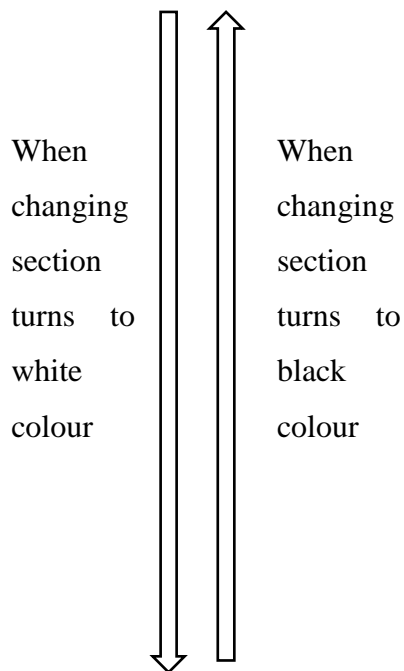 When
changing
section
turns to
white
colour
When
changing
section
turns to
black
colour